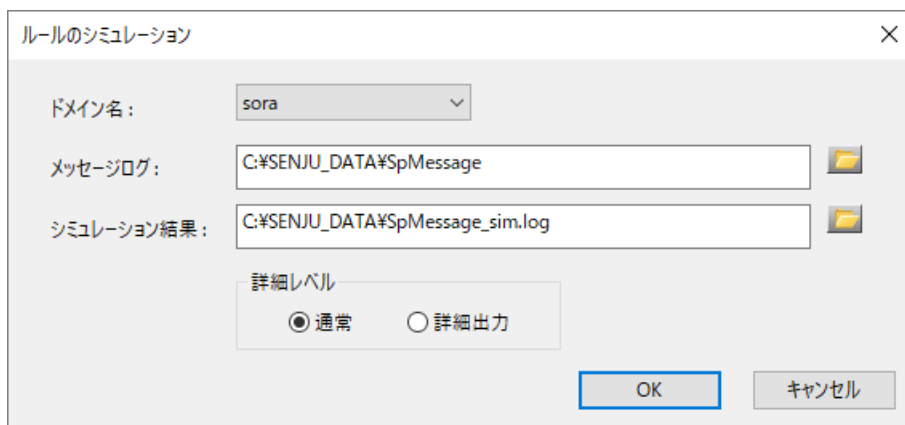 ルールのシミュレーション
ドメイン名：
sora
メッセージログ：
C:¥SENJU_DATA¥SpMessage
シミュレーション結果：
C:¥SENJU_DATA¥SpMessage_sim.log
詳細レベル
通常 詳細出力
OK キャンセル